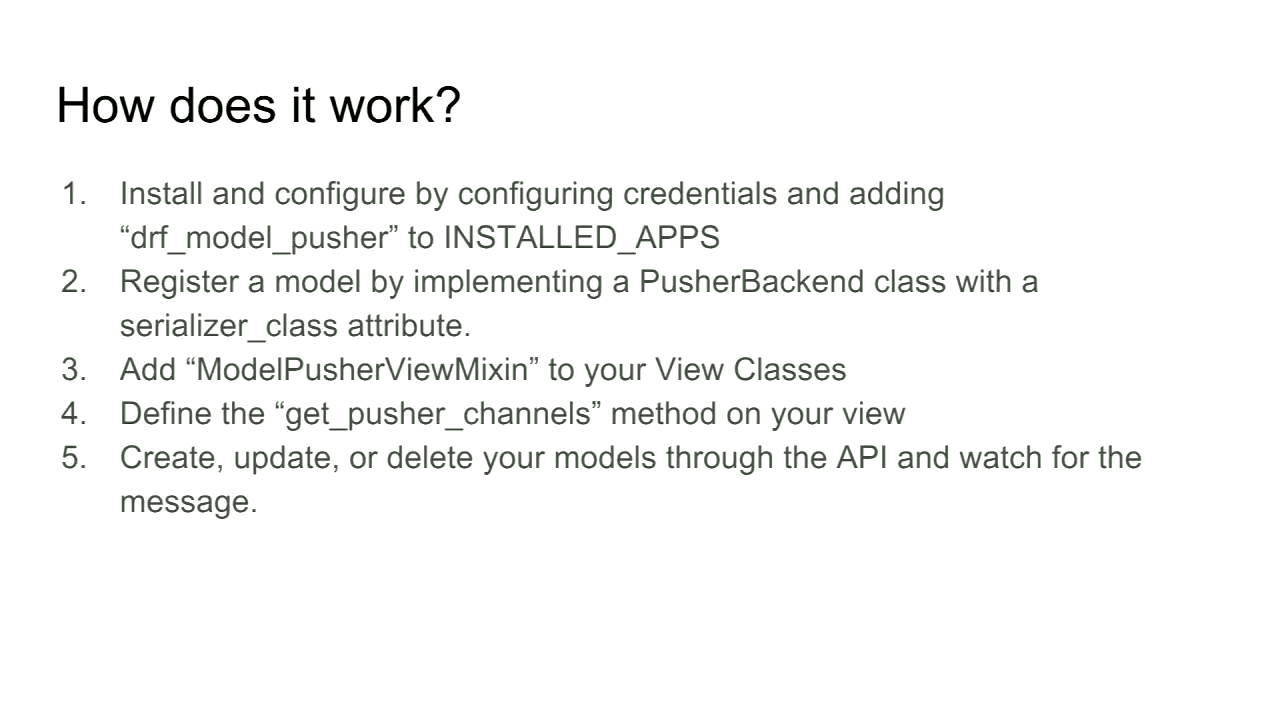 How does it work?
1. Install and configure by configuring credentials and adding
“drf_model_pusher” to INSTALLED_APPS
2. Register a model by implementing a PusherBackend class with a
serializer_class attribute.
3. Add “ModelPusherViewMixin” to your View Classes
4. Define the “get_pusher_channels” method on your view
5. Create, update, or delete your models through the API and watch for the
message.